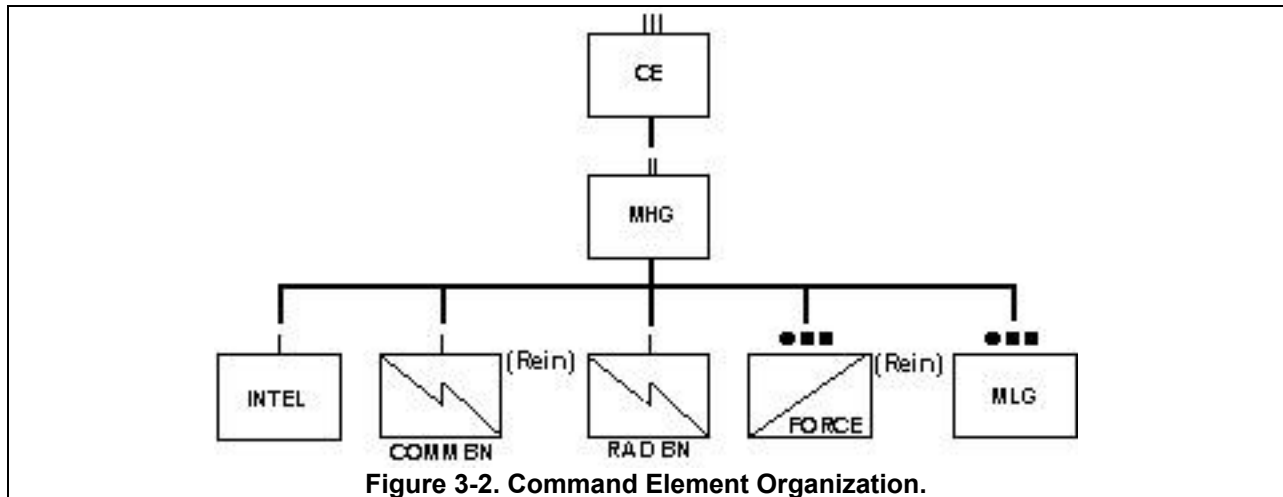 CE
MHG
(Rein)
(Rein)
INTEL
MLG
FORCE
COMM BN
RAD BN
Figure 3-2. Command Element Organization.